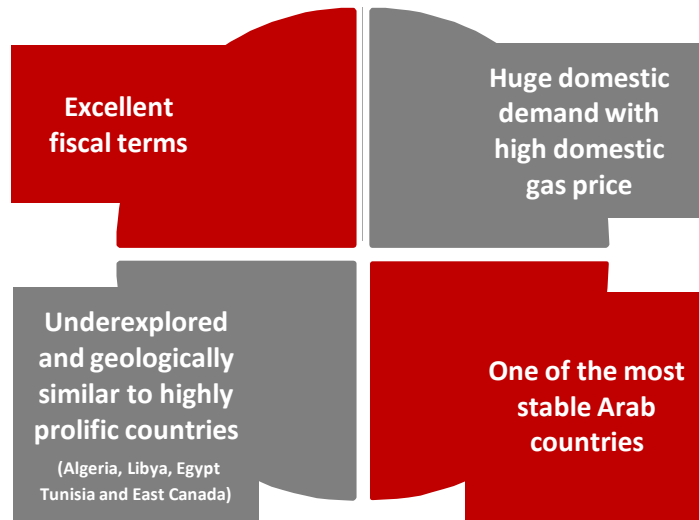 Excellent
fiscal terms
Huge domestic
demand with
high domestic
gas price
Underexplored
and geologically
similar to highly
prolific countries
(Algeria, Libya, Egypt
Tunisia and East Canada)
One of the most
stable Arab
countries